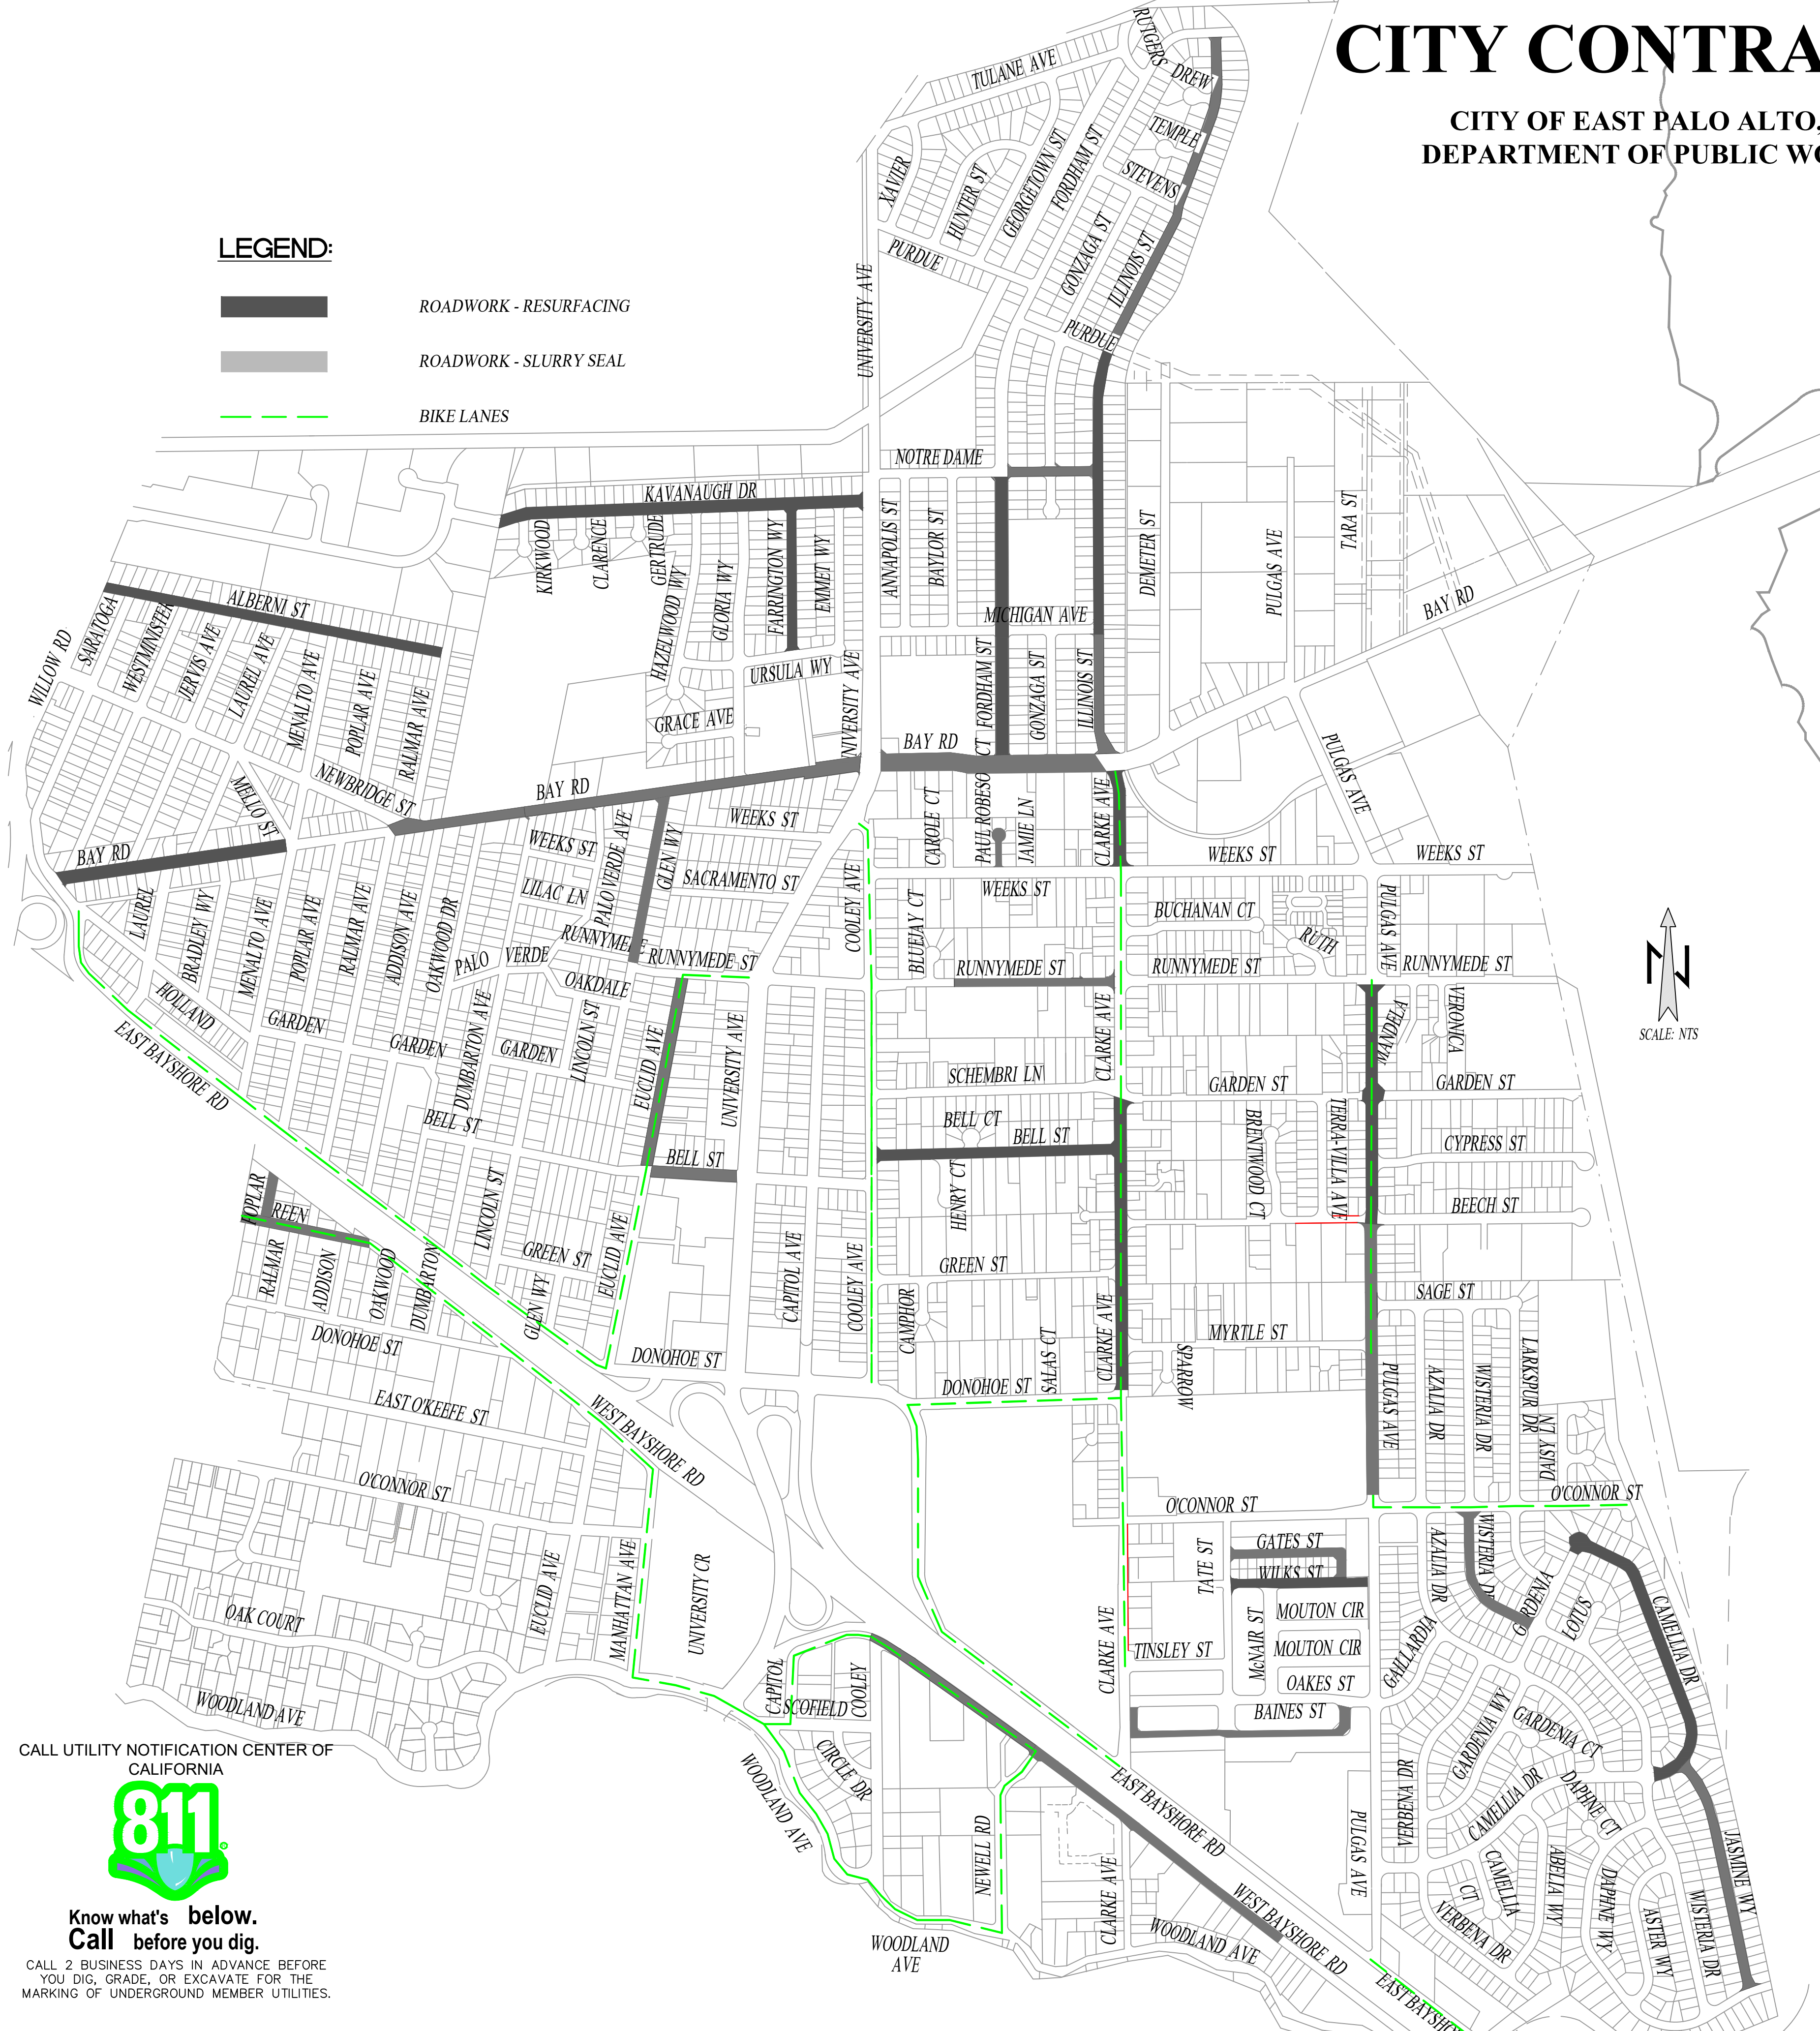 CITY CONTRA
CITY OF EAST PALO ALTO,
DEPARTMENT OF PUBLIC WO
LEGEND:
ROADWORK - RESURFACING
ROADWORK - SLURRY SEAL
BIKE LANES
RUTGERS
TULANE AVE
DREW
TEMPLE
STEVENS
XAVIER
HUNTER ST
GEORGETOWN ST
FORDHAM ST
GONZAGA ST
ILLINOIS ST
PURDUE
PURDUE
UNIVERSITY AVE
NOTRE DAME
KAVANAUGH DR
KIRKWOOD
CLARENCE
GERTRUDE
HAZELWOOD WY
GLORIA WY
FARRINGTON WY
EMMET WY
ANNAPOLIS ST
BAYLOR ST
DEMETER ST
PULGAS AVE
TARA ST
BAY RD
MICHIGAN AVE
FORDHAM ST
GONZAGA ST
ILLINOIS ST
ALBERNI ST
WILLOW RD
SARATOGA
WESTMINISTER
JERVIS AVE
LAUREL AVE
MENALTO AVE
POPLAR AVE
RALMAR AVE
URSULA WY
GRACE AVE
UNIVERSITY AVE
BAY RD
NEWBRIDGE ST
MELLO ST
BAY RD
BAY RD
WEEKS ST
PALO VERDE AVE
GLEN WY
WEEKS ST
SACRAMENTO ST
LILAC LN
CAROLE CT
PAUL ROBESON CT
JAMIE LN
CLARKE AVE
WEEKS ST
WEEKS ST
WEEKS ST
PULGAS AVE
LAUREL
BRADLEY WY
MENALTO AVE
POPLAR AVE
RALMAR AVE
ADDISON AVE
OAKWOOD DR
PALO
VERDE
RUNNYMEDE
RUNNYMEDE ST
OAKDALE
COOLEY AVE
BLUEJAY CT
RUNNYMEDE ST
BUCHANAN CT
RUTH
RUNNYMEDE ST
PULGAS AVE
RUNNYMEDE ST
SCALE: NTS
HOLLAND
GARDEN
GARDEN
GARDEN
DUMBARTON AVE
LINCOLN ST
EUCLID AVE
UNIVERSITY AVE
CLARKE AVE
SCHEMBRI LN
GARDEN ST
MANDELA
VERONICA
GARDEN ST
EAST BAYSHORE RD
BELL ST
BELL ST
BELL CT
BELL ST
HENRY CT
BRENTWOOD CT
TERRA-VILLA AVE
CYPRESS ST
BEECH ST
POPLAR
REEN
RALMAR
ADDISON
OAKWOOD
DUMBARTON
LINCOLN ST
GREEN ST
GLEN WY
EUCLID AVE
CAPITOL AVE
COOLEY AVE
GREEN ST
CAMPHOR
SALAS CT
CLARKE AVE
MYRTLE ST
SPARROW
SAGE ST
PULGAS AVE
AZALIA DR
WISTERIA DR
LARKSPUR DR
DAISY LN
DONOHOE ST
DONOHOE ST
DONOHOE ST
EAST O'KEEFE ST
WEST BAYSHORE RD
O'CONNOR ST
O'CONNOR ST
O'CONNOR ST
EUCLID AVE
MANHATTAN AVE
UNIVERSITY CR
OAK COURT
WOODLAND AVE
CLARKE AVE
TATE ST
GATES ST
WILKS ST
McNAIR ST
MOUTON CIR
MOUTON CIR
TINSLEY ST
OAKES ST
BAINES ST
AZALIA DR
WISTERIA DR
GARDENIA
LOTUS
CAMELLIA DR
GAILLARDIA
GARDENIA WY
GARDENIA CT
CAPITOL
SCOFIELD
COOLEY
CIRCLE DR
WOODLAND AVE
NEWELL RD
WOODLAND
AVE
EAST BAYSHORE RD
WEST BAYSHORE RD
CLARKE AVE
WOODLAND AVE
PULGAS AVE
VERBENA DR
CAMELLIA DR
DAPHNE CT
JASMINE WY
CAMELLIA
CT
ABELIA WY
DAPHNE WY
VERBENA DR
ASTER WY
WISTERIA DR
EAST BAYSHO
CALL UTILITY NOTIFICATION CENTER OF
CALIFORNIA
811
Know what's below.
Call before you dig.
CALL 2 BUSINESS DAYS IN ADVANCE BEFORE
YOU DIG, GRADE, OR EXCAVATE FOR THE
MARKING OF UNDERGROUND MEMBER UTILITIES.